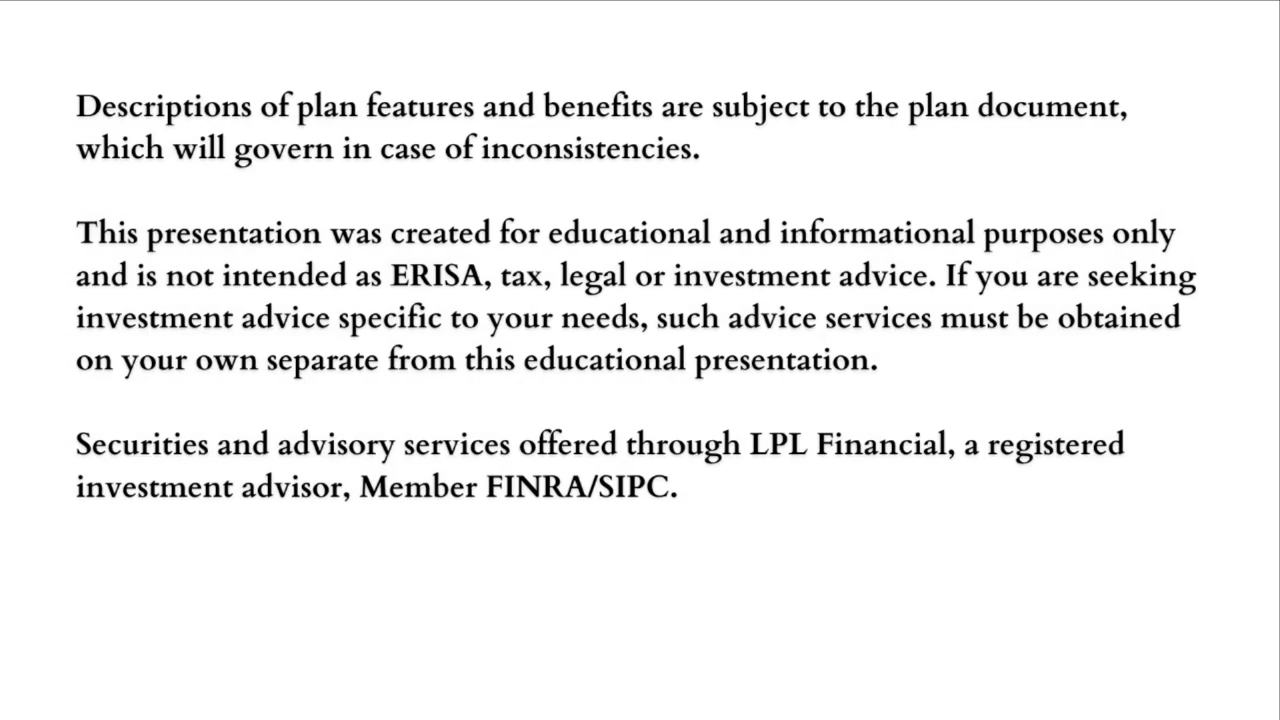 Descriptions of plan features and benefits are subject to the plan document,
which will govern in case of inconsistencies.
This presentation was created for educational and informational purposes only
and is not intended as ERISA, tax, legal or investment advice. If you are seeking
investment advice specific to your needs, such advice services must be obtained
on your own separate from this educational presentation.
Securities and advisory services offered through LPL Financial, a registered
investment advisor, Member FINRA/SIPC.